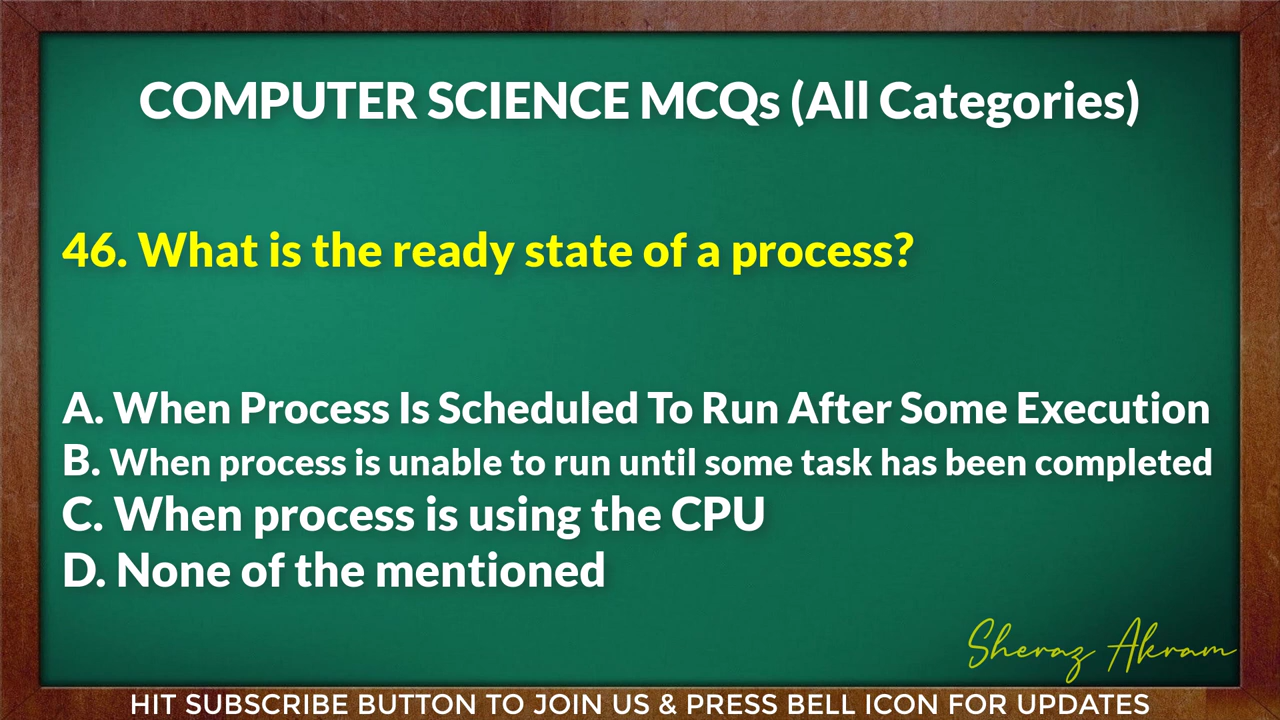 COMPUTER SCIENCE MCQs (All Categories)
46. What is the ready state of a process?
A. When Process Is Scheduled To Run After Some Execution
B. When process is unable to run until some task has been completed
C. When process is using the CPU
D. None of the mentioned
Sheraz Akram
HIT SUBSCRIBE BUTTON TO JOIN US & PRESS BELL ICON FOR UPDATES